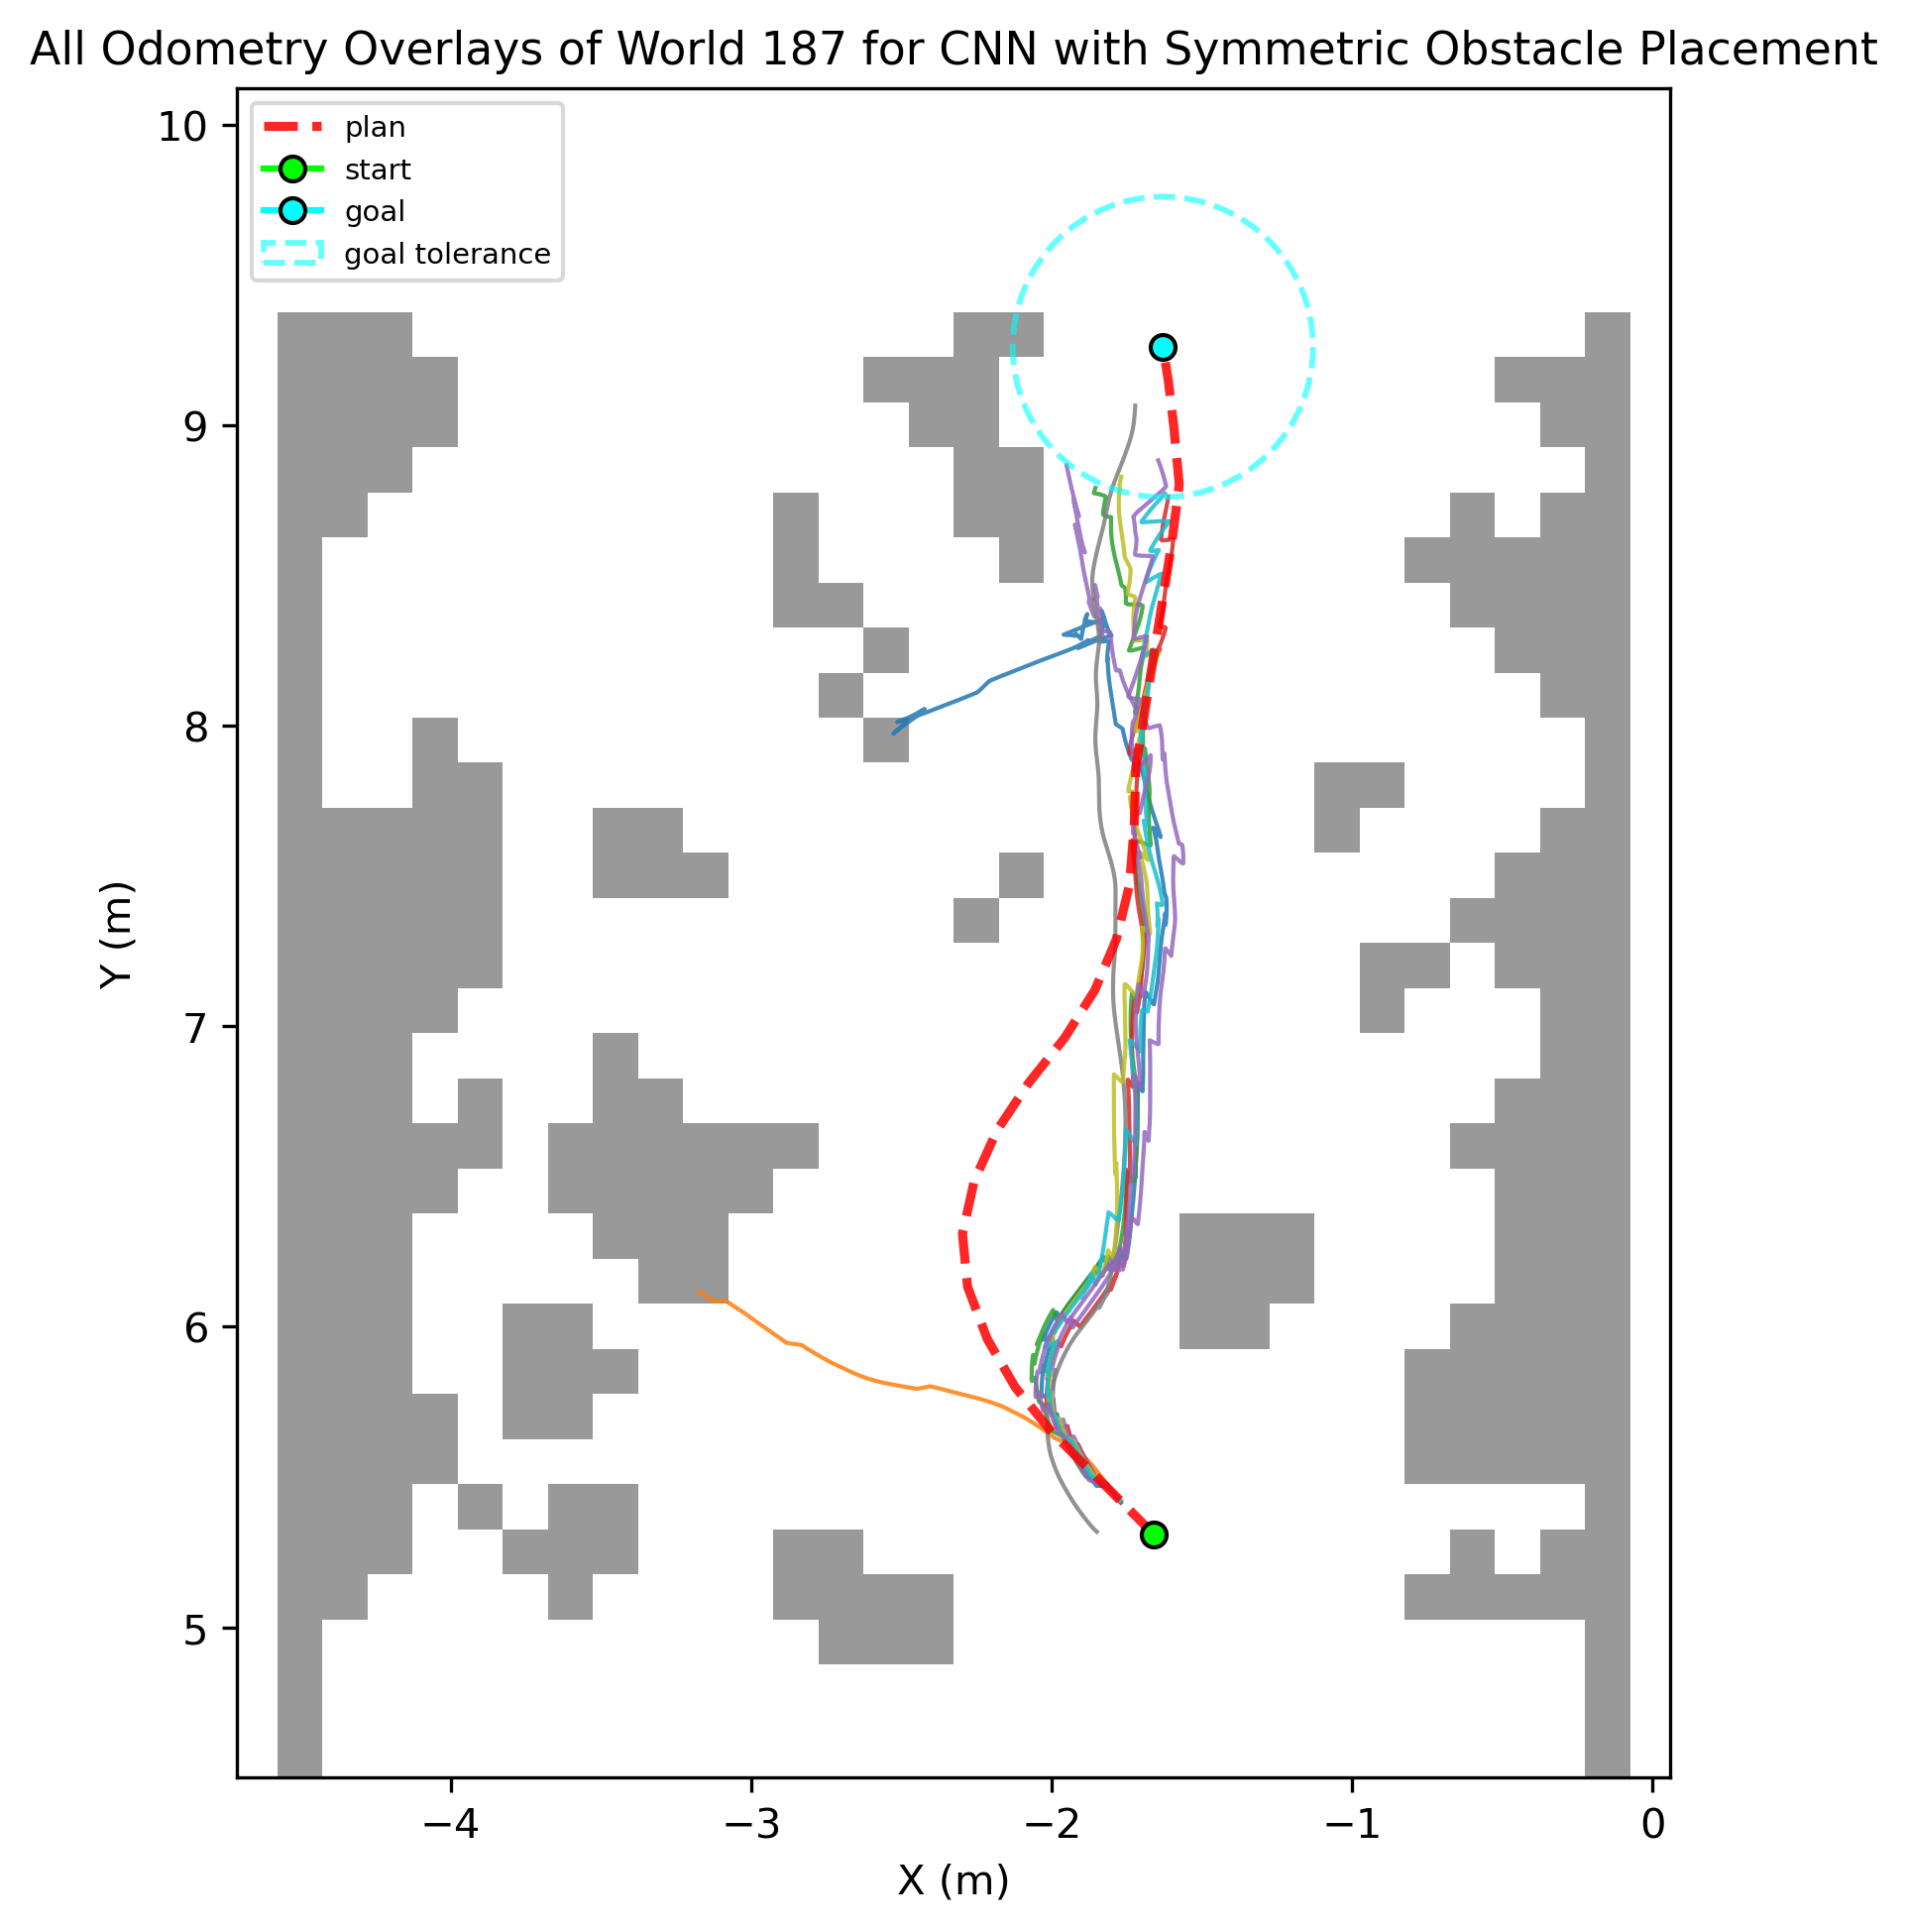 All Odometry Overlays of World 187 for CNN with Symmetric Obstacle Placement
plan
start
goal
goal tolerance
10
9
8
7
6
5
Y (m)
−4
−3
−2
−1
0
X (m)